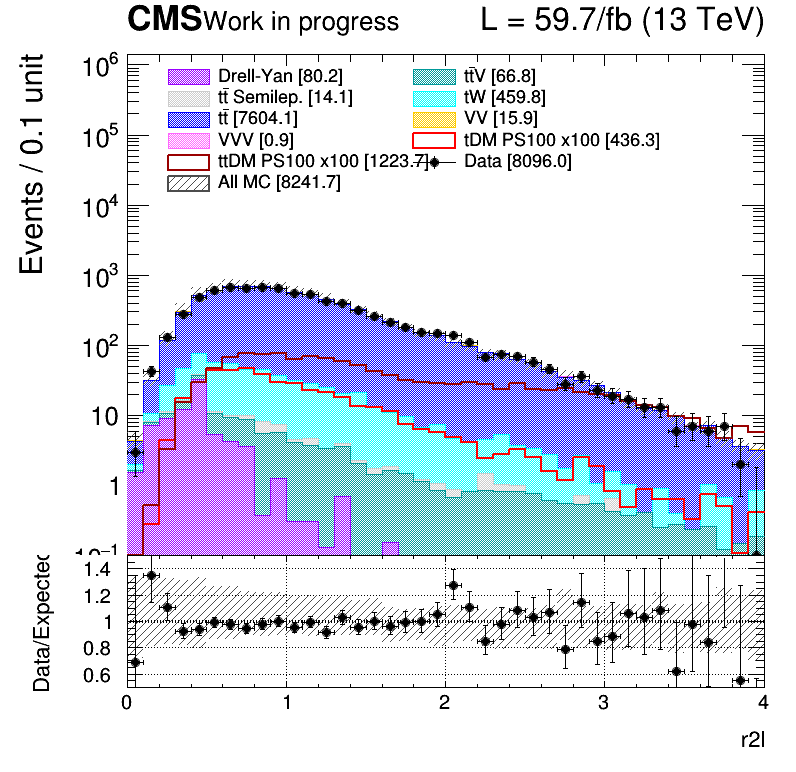 CMS Work in progress L = 59.7/fb (13 TeV)
Events / 0.1 unit
10⁶
10⁵
10⁴
10³
10²
10
1
10⁻¹
Drell-Yan [80.2]
tt̄V [66.8]
tt̄ Semilep. [14.1]
tW [459.8]
tt̄ [7604.1]
VV [15.9]
VVV [0.9]
tDM PS100 x100 [436.3]
ttDM PS100 x100 [1223.7]
Data [8096.0]
All MC [8241.7]
Data/Expected
1.4
1.2
1
0.8
0.6
0 1 2 3 4
r2l